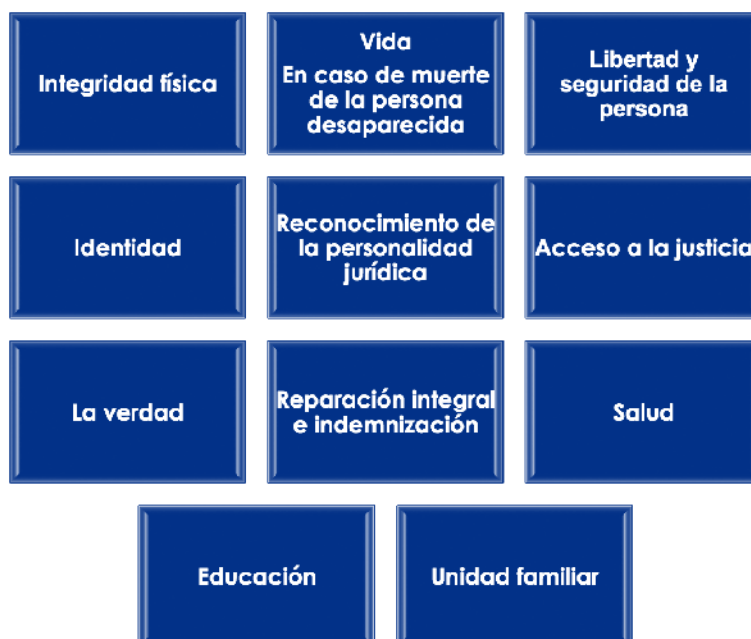 Integridad física
Vida
En caso de muerte
de la persona
desaparecida
Libertad y
seguridad de la
persona
Identidad
Reconocimiento de
la personalidad
jurídica
Acceso a la justicia
La verdad
Reparación integral
e indemnización
Salud
Educación
Unidad familiar